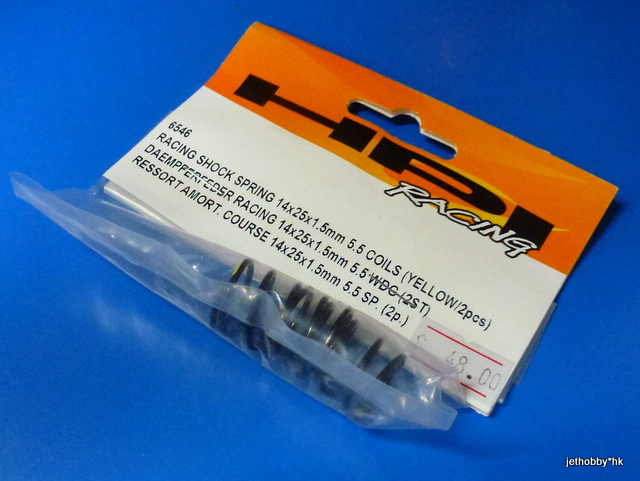 HPI
RACING
6546
RACING SHOCK SPRING 14x25x1.5mm 5.5 COILS (YELLOW/2pcs)
DAEMPFERFEDER RACING 14x25x1.5mm 5.5 WDG (2ST)
RESSORT AMORT. COURSE 14x25x1.5mm 5.5 SP. (2p.)
48.00
jethobby*hk